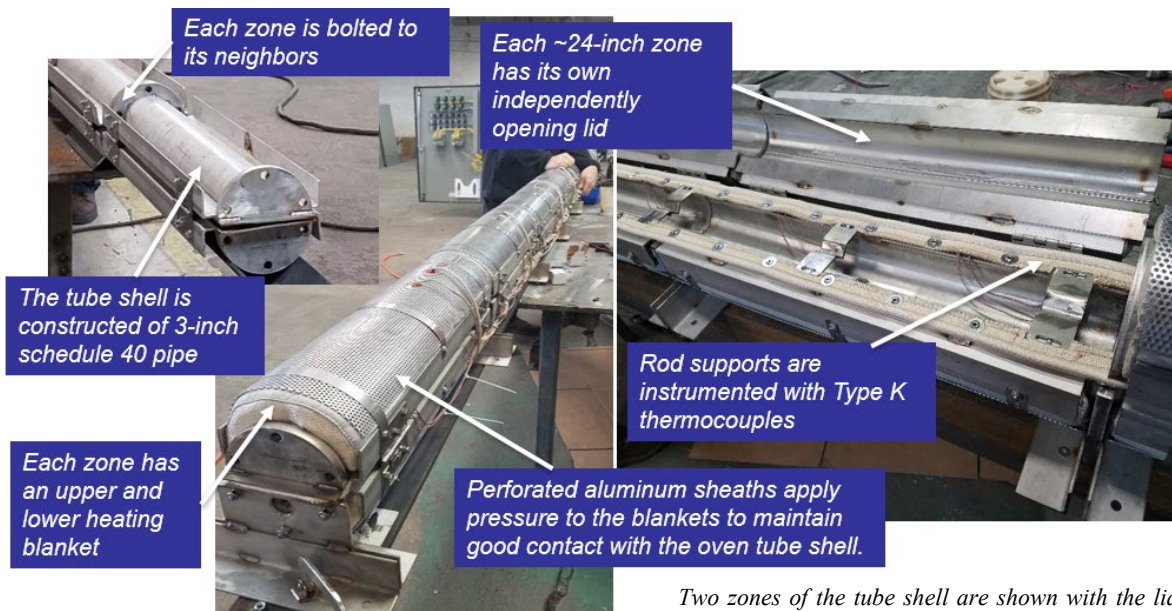 Each zone is bolted to
its neighbors
Each ~24-inch zone
has its own
independently
opening lid
The tube shell is
constructed of 3-inch
schedule 40 pipe
Rod supports are
instrumented with Type K
thermocouples
Each zone has
an upper and
lower heating
blanket
Perforated aluminum sheaths apply
pressure to the blankets to maintain
good contact with the oven tube shell.
Two zones of the tube shell are shown with the